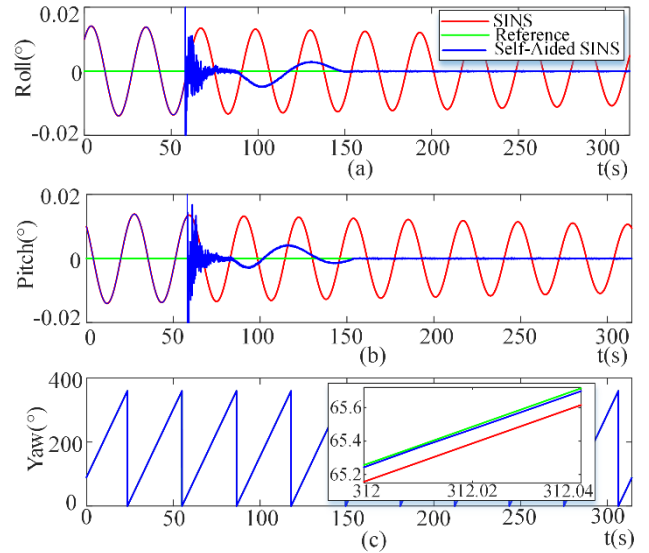 0.02
0
-0.02
Roll(°)
SINS
Reference
Self-Aided SINS
0 50 100 150 200 250 300
t(s)
(a)
0.02
0
-0.02
Pitch(°)
0 50 100 150 200 250 300
t(s)
(b)
400
200
0
Yaw(°)
65.6
65.4
65.2
312 312.02 312.04
0 50 100 150 200 250 300
t(s)
(c)